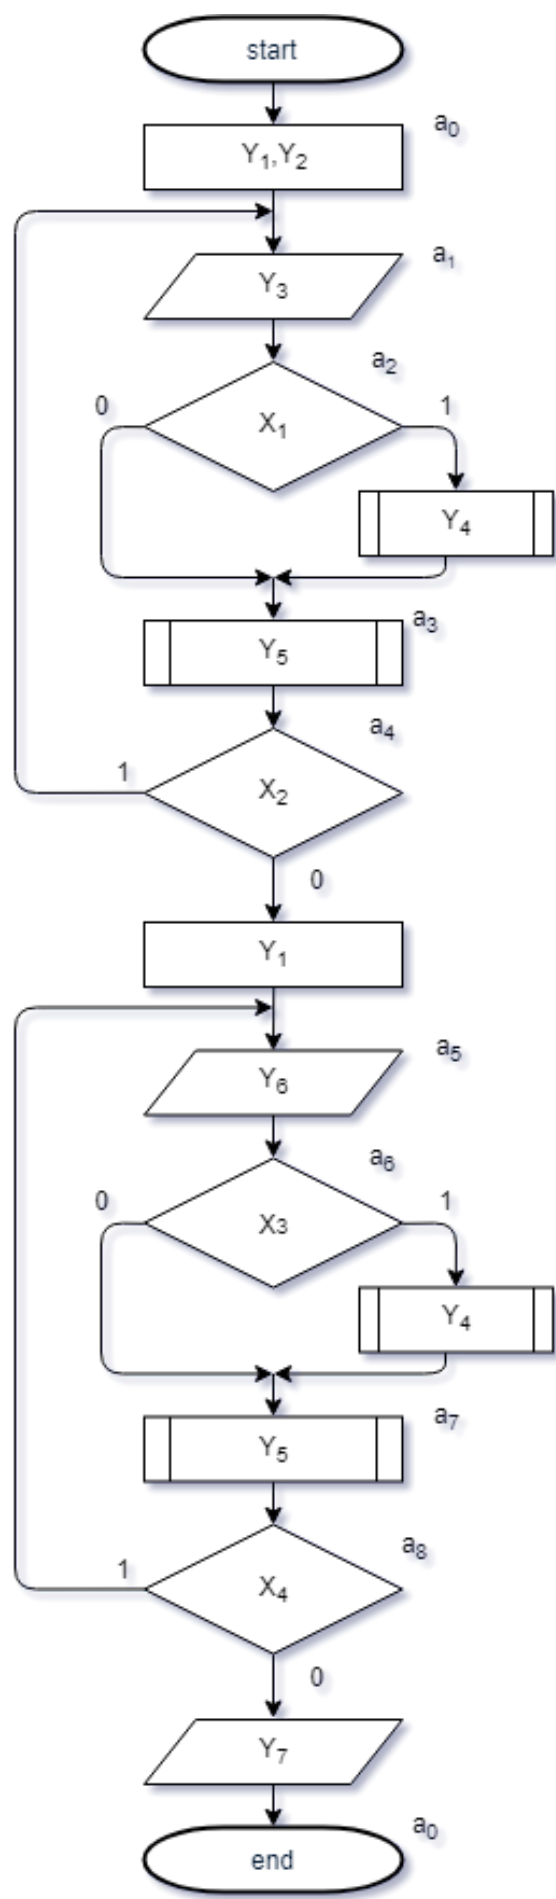 start
a₀
Y₁,Y₂
a₁
Y₃
a₂
0
1
X₁
Y₄
a₃
Y₅
a₄
1
X₂
0
Y₁
a₅
Y₆
a₆
0
1
X₃
Y₄
a₇
Y₅
a₈
1
X₄
0
Y₇
a₀
end